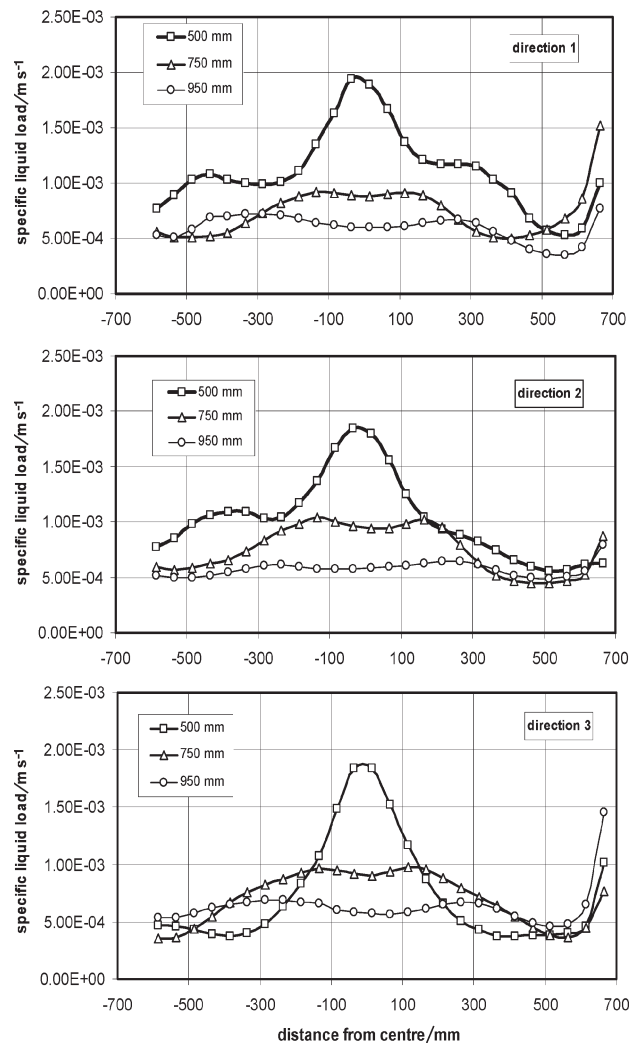 2.50E-03
500 mm
direction 1
750 mm
2.00E-03
950 mm
1.50E-03
1.00E-03
5.00E-04
0.00E+00
specific liquid load/m s⁻¹
-700 -500 -300 -100 100 300 500 700
2.50E-03
500 mm
direction 2
750 mm
2.00E-03
950 mm
1.50E-03
1.00E-03
5.00E-04
0.00E+00
specific liquid load/m s⁻¹
-700 -500 -300 -100 100 300 500 700
2.50E-03
500 mm
direction 3
750 mm
2.00E-03
950 mm
1.50E-03
1.00E-03
5.00E-04
0.00E+00
specific liquid load/m s⁻¹
-700 -500 -300 -100 100 300 500 700
distance from centre/mm